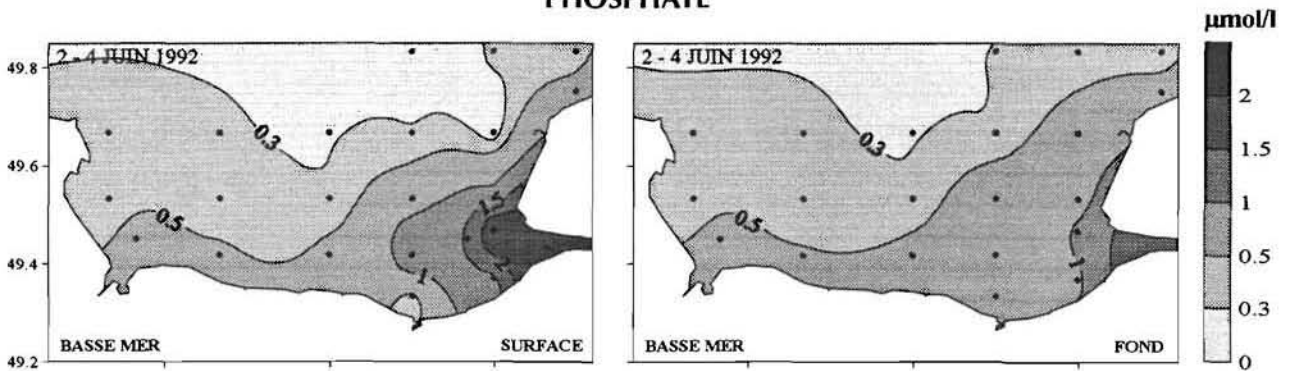 PHOSPHATE
µmol/l
2 - 4 JUIN 1992
49.8
49.6
49.4
49.2
0.3
0.5
1
1.5
2
BASSE MER
SURFACE
2 - 4 JUIN 1992
0.3
0.5
1
BASSE MER
FOND
2
1.5
1
0.5
0.3
0